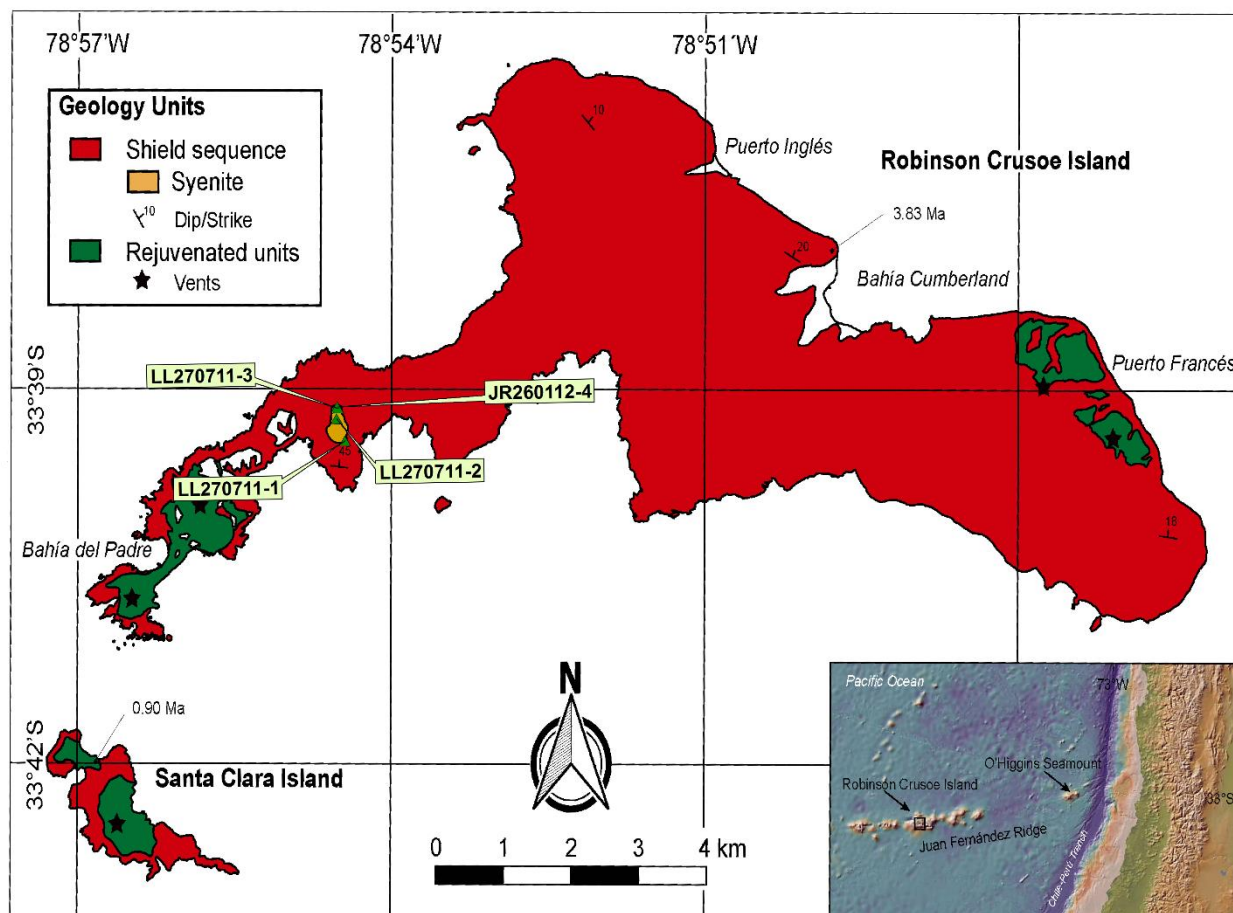 78°57'W
78°54'W
78°51'W
Geology Units
Shield sequence
Syenite
10 Dip/Strike
Rejuvenated units
Vents
10
Puerto Inglés
Robinson Crusoe Island
3.83 Ma
20
Bahía Cumberland
33°39'S
LL270711-3
JR260112-4
Puerto Francés
LL270711-1
45
LL270711-2
18
Bahía del Padre
33°42'S
0.90 Ma
Santa Clara Island
N
0 1 2 3 4 km
Pacific Ocean
73°W
O'Higgins Seamount
Robinson Crusoe Island
33°S
Juan Fernández Ridge
Chile-Perú Trench